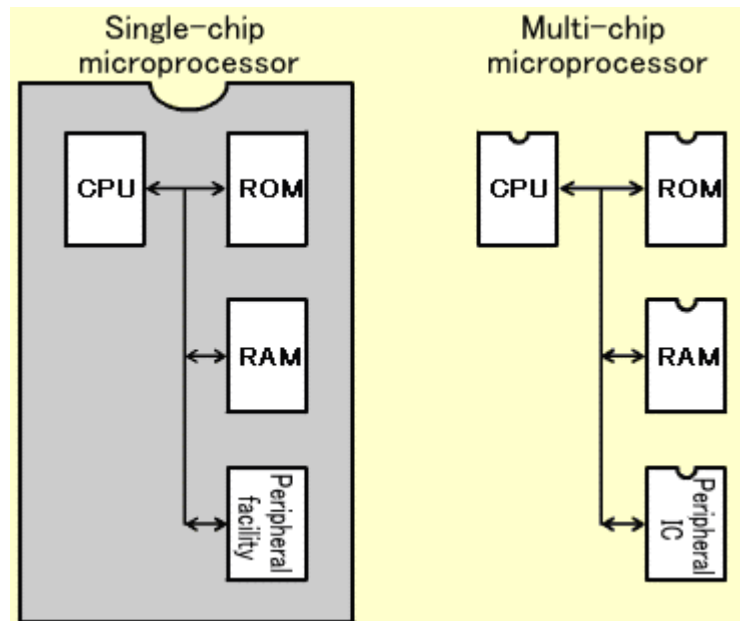 Single-chip
microprocessor
CPU
ROM
RAM
Peripheral
facility
Multi-chip
microprocessor
CPU
ROM
RAM
Peripheral
IC